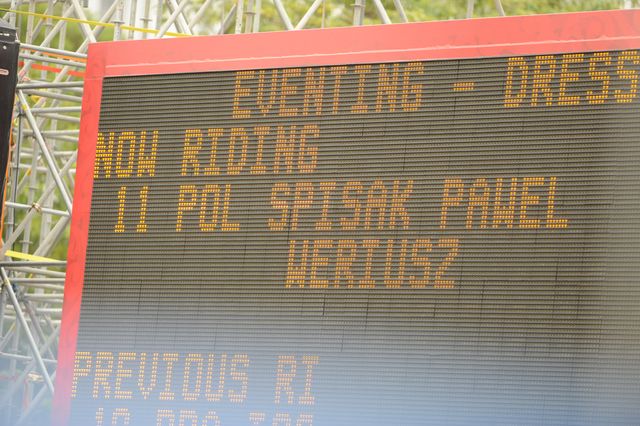 EVENTING - DRESS
NOW RIDING
11 POL SPISAK PAWEL
WERIUSZ
PREVIOUS RI